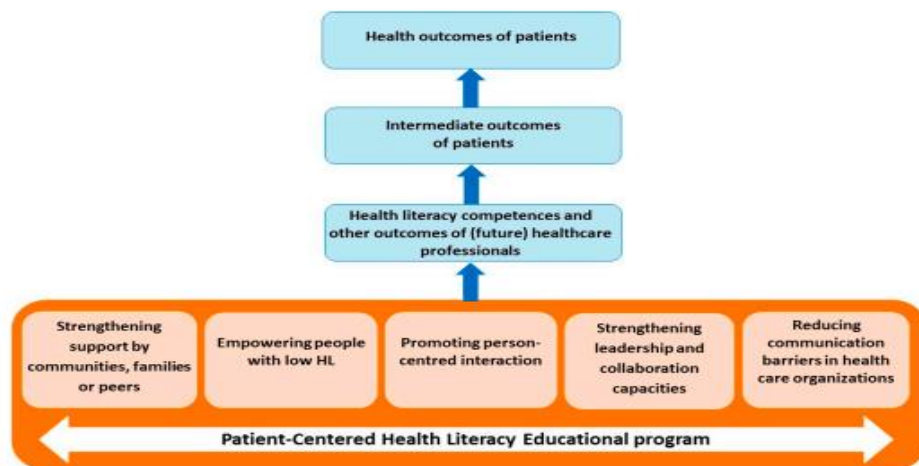 Health outcomes of patients
Intermediate outcomes
of patients
Health literacy competences and
other outcomes of (future) healthcare
professionals
Strengthening
support by
communities, families
or peers
Empowering people
with low HL
Promoting person-
centred interaction
Strengthening
leadership and
collaboration
capacities
Reducing
communication
barriers in health
care organizations
Patient-Centered Health Literacy Educational program